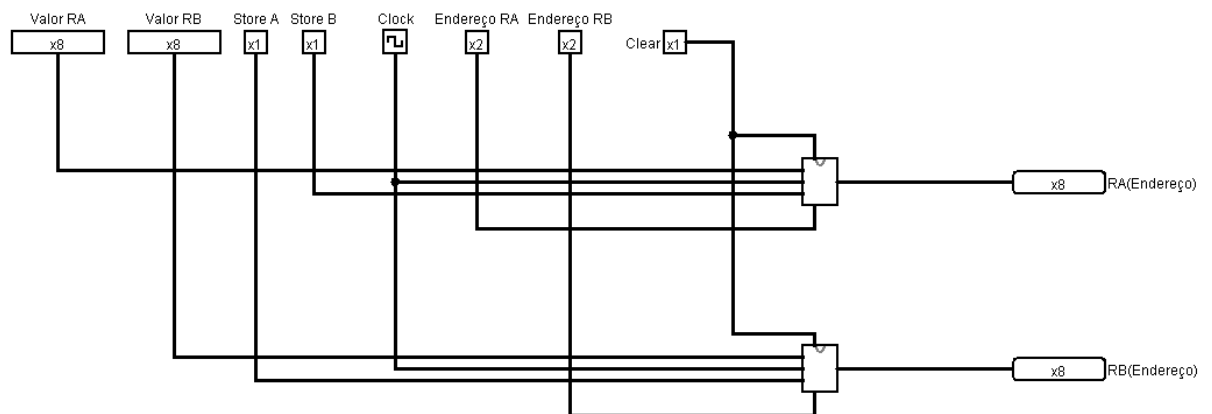 Valor RA Valor RB Store A Store B Clock Endereço RA Endereço RB
x8 x8 x1 x1 x2 x2 Clear x1
x8 RA(Endereço)
x8 RB(Endereço)